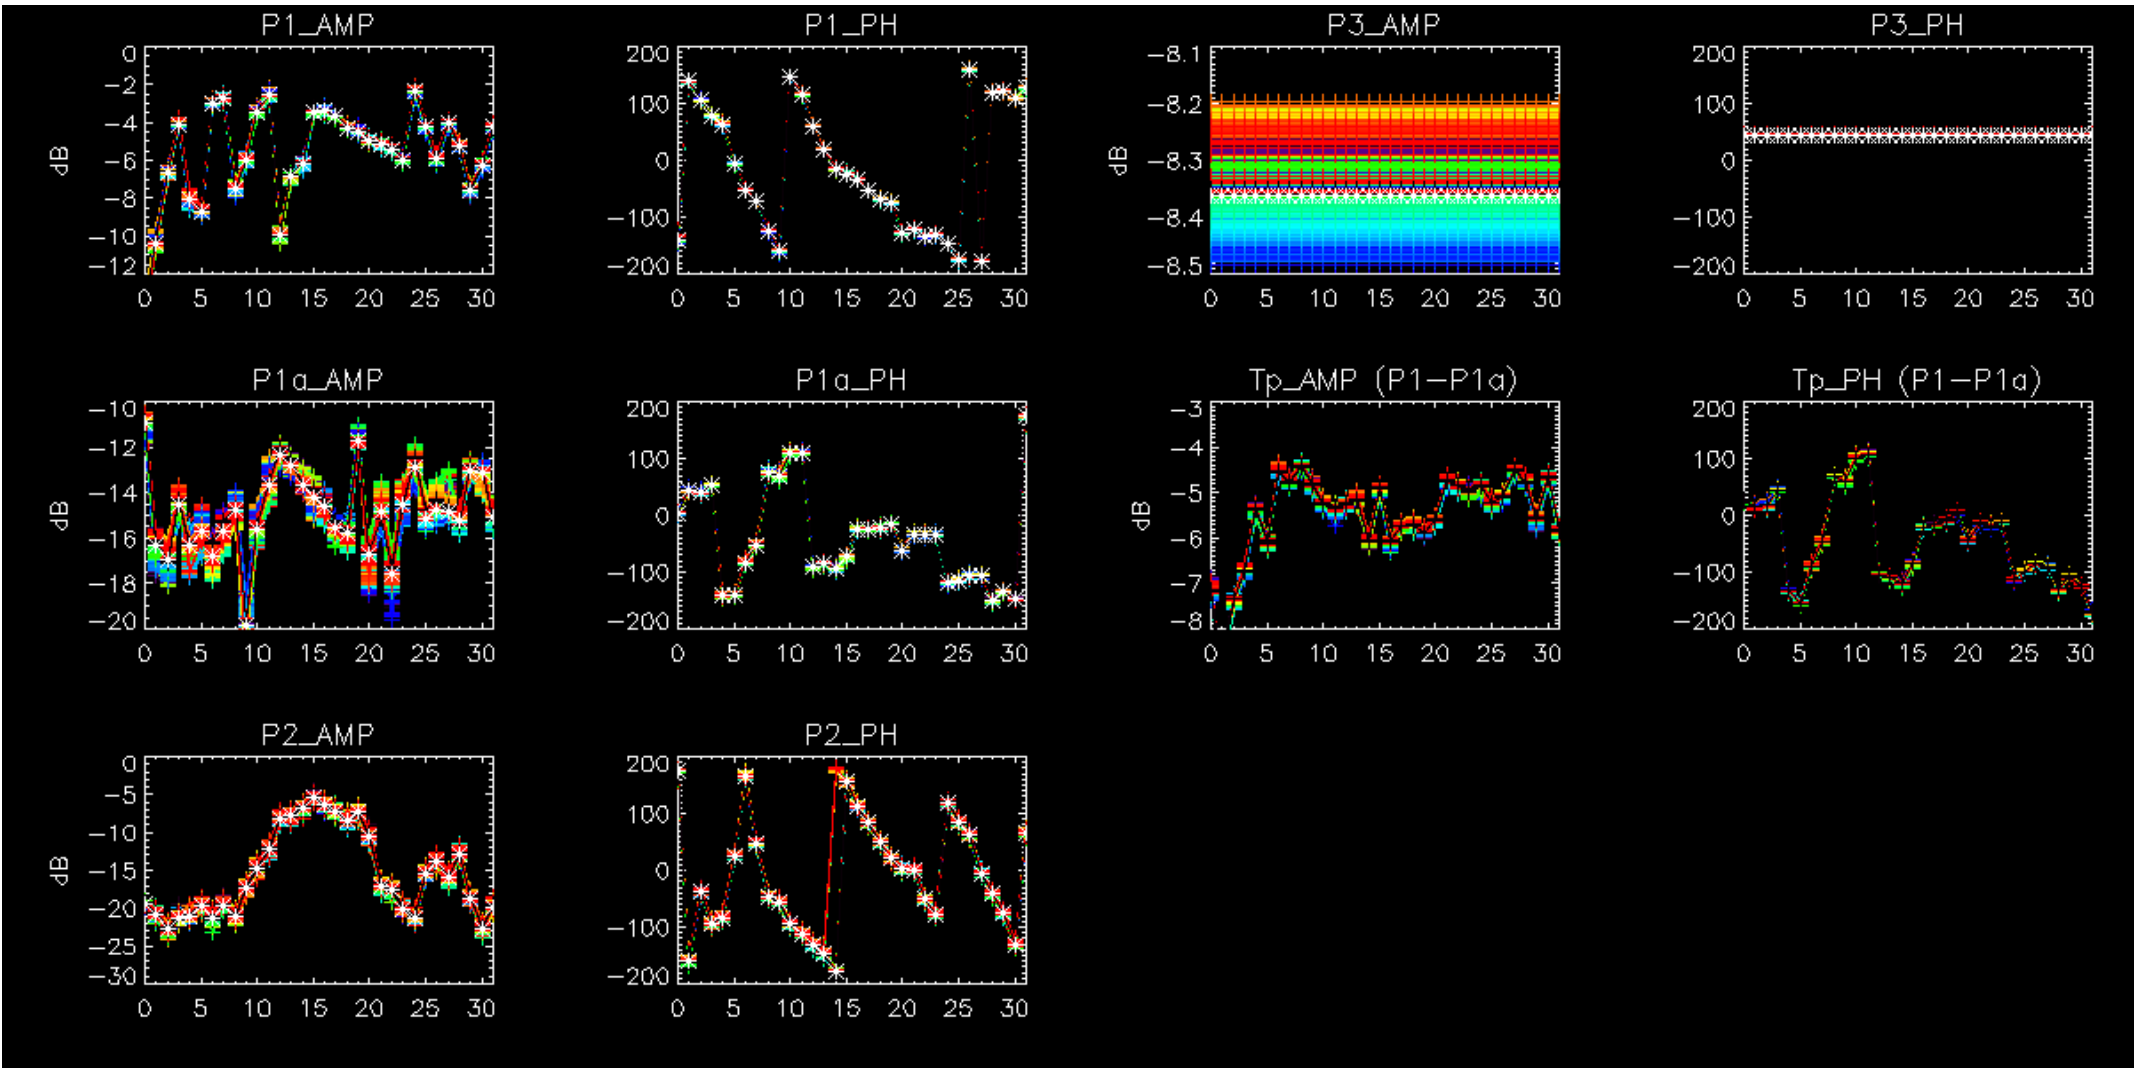 P1_AMP
P1_PH
P3_AMP
P3_PH
0
-2
-4
-6
-8
-10
-12
dB
0 5 10 15 20 25 30
200
100
0
-100
-200
0 5 10 15 20 25 30
-8.1
-8.2
-8.3
-8.4
-8.5
dB
0 5 10 15 20 25 30
200
100
0
-100
-200
0 5 10 15 20 25 30
P1a_AMP
P1a_PH
Tp_AMP (P1-P1a)
Tp_PH (P1-P1a)
-10
-12
-14
-16
-18
-20
dB
0 5 10 15 20 25 30
200
100
0
-100
-200
0 5 10 15 20 25 30
-3
-4
-5
-6
-7
-8
dB
0 5 10 15 20 25 30
200
100
0
-100
-200
0 5 10 15 20 25 30
P2_AMP
P2_PH
0
-5
-10
-15
-20
-25
-30
dB
0 5 10 15 20 25 30
200
100
0
-100
-200
0 5 10 15 20 25 30